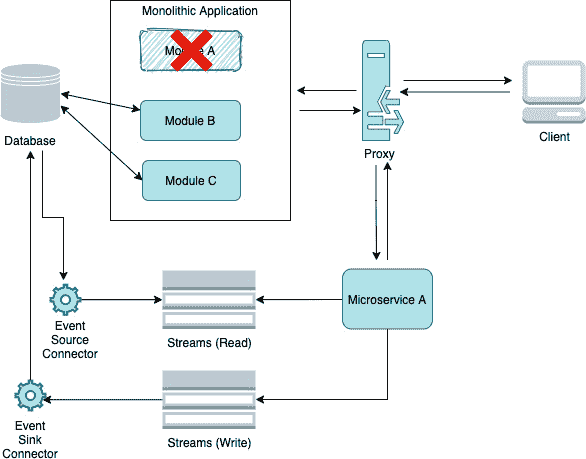 Monolithic Application
Module A
Database
Module B
Module C
Proxy
Client
Microservice A
Event
Source
Connector
Streams (Read)
Event
Sink
Connector
Streams (Write)